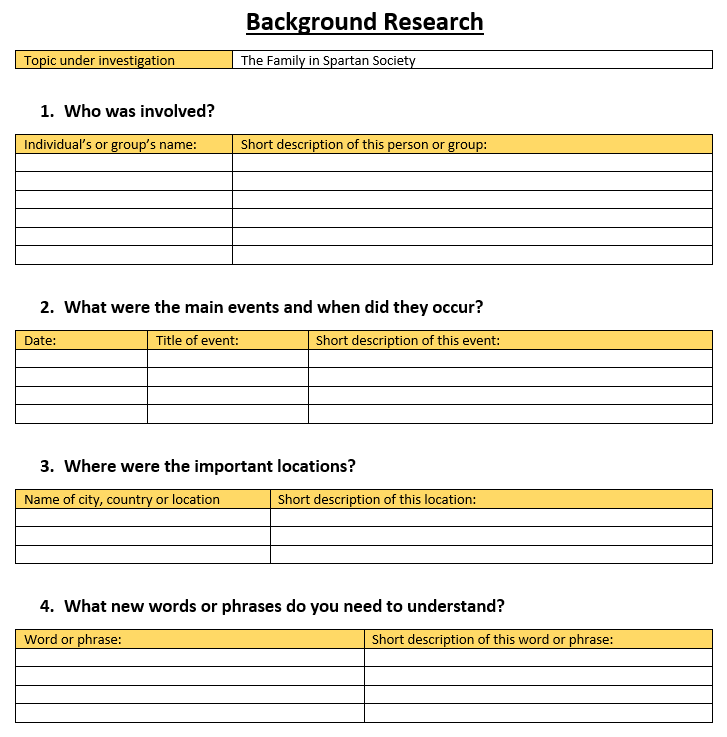 Background Research
Topic under investigation The Family in Spartan Society
1. Who was involved?
Individual’s or group’s name: Short description of this person or group:
2. What were the main events and when did they occur?
Date: Title of event: Short description of this event:
3. Where were the important locations?
Name of city, country or location Short description of this location:
4. What new words or phrases do you need to understand?
Word or phrase: Short description of this word or phrase: